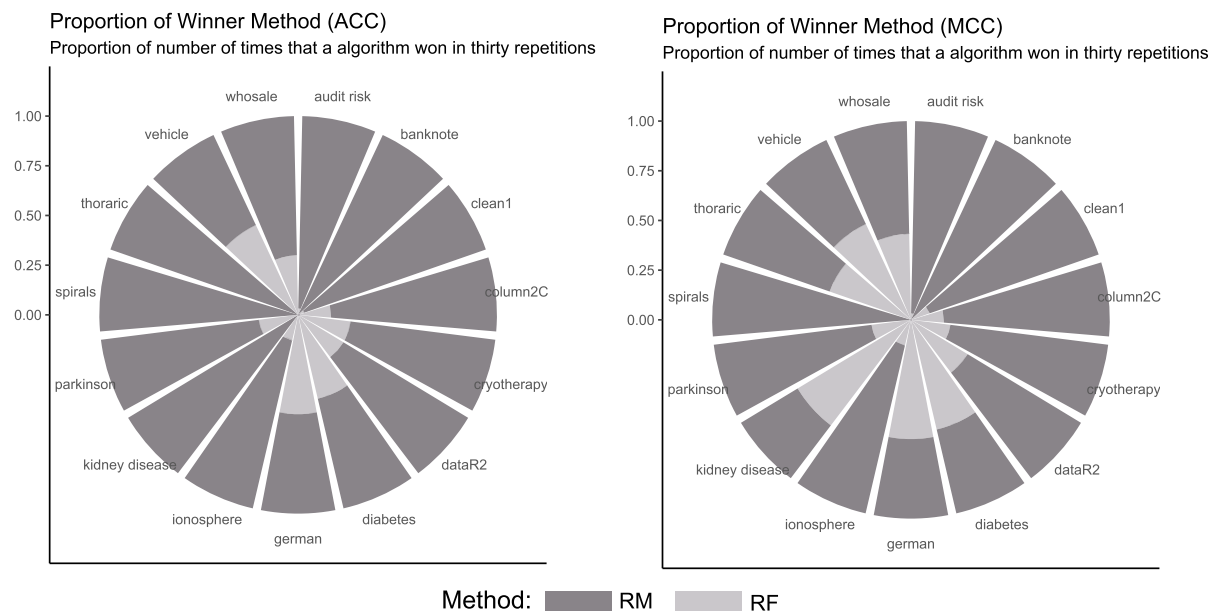 Proportion of Winner Method (ACC)
Proportion of number of times that a algorithm won in thirty repetitions
1.00
0.75
0.50
0.25
0.00
whosale
audit risk
vehicle
banknote
thoraric
clean1
spirals
column2C
parkinson
cryotherapy
kidney disease
dataR2
ionosphere
diabetes
german
Proportion of Winner Method (MCC)
Proportion of number of times that a algorithm won in thirty repetitions
1.00
0.75
0.50
0.25
0.00
whosale
audit risk
vehicle
banknote
thoraric
clean1
spirals
column2C
parkinson
cryotherapy
kidney disease
dataR2
ionosphere
diabetes
german
Method: RM RF